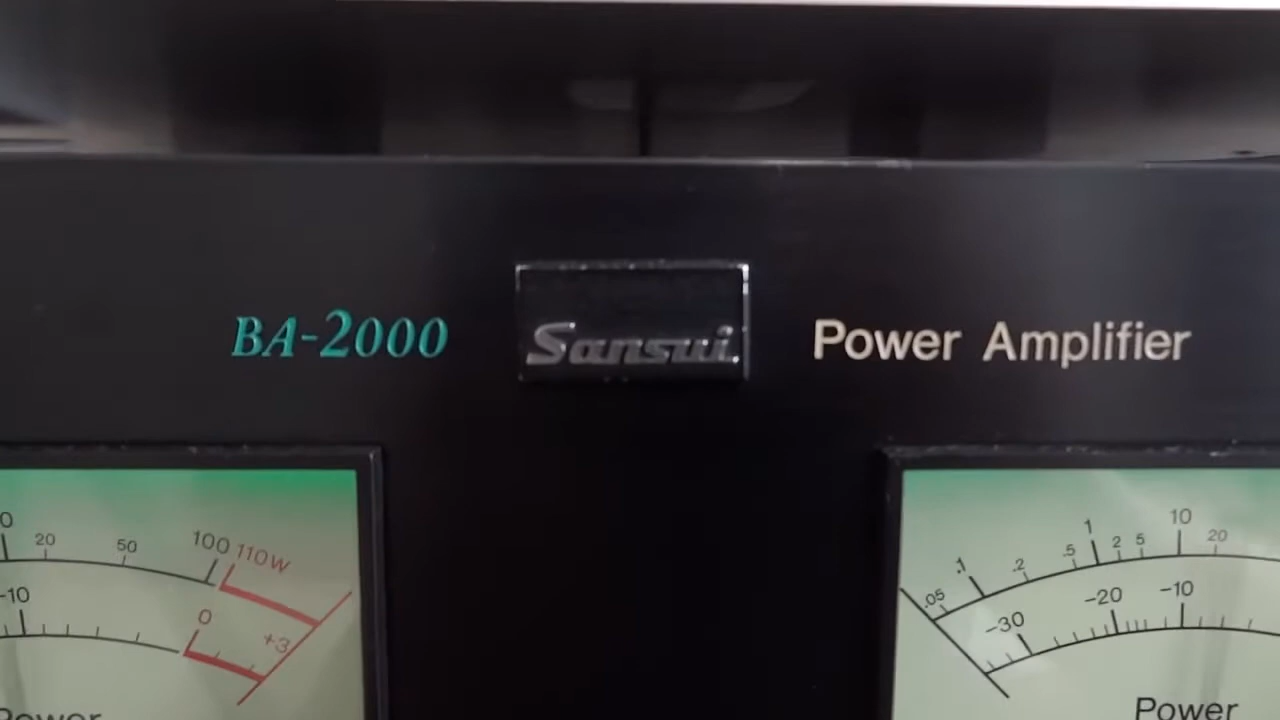 BA-2000 Sansui Power Amplifier
0 20 50 100 110W
-10 0 +3
Power
.05 .1 .2 .5 1 2 5 10 20
-30 -20 -10
Power